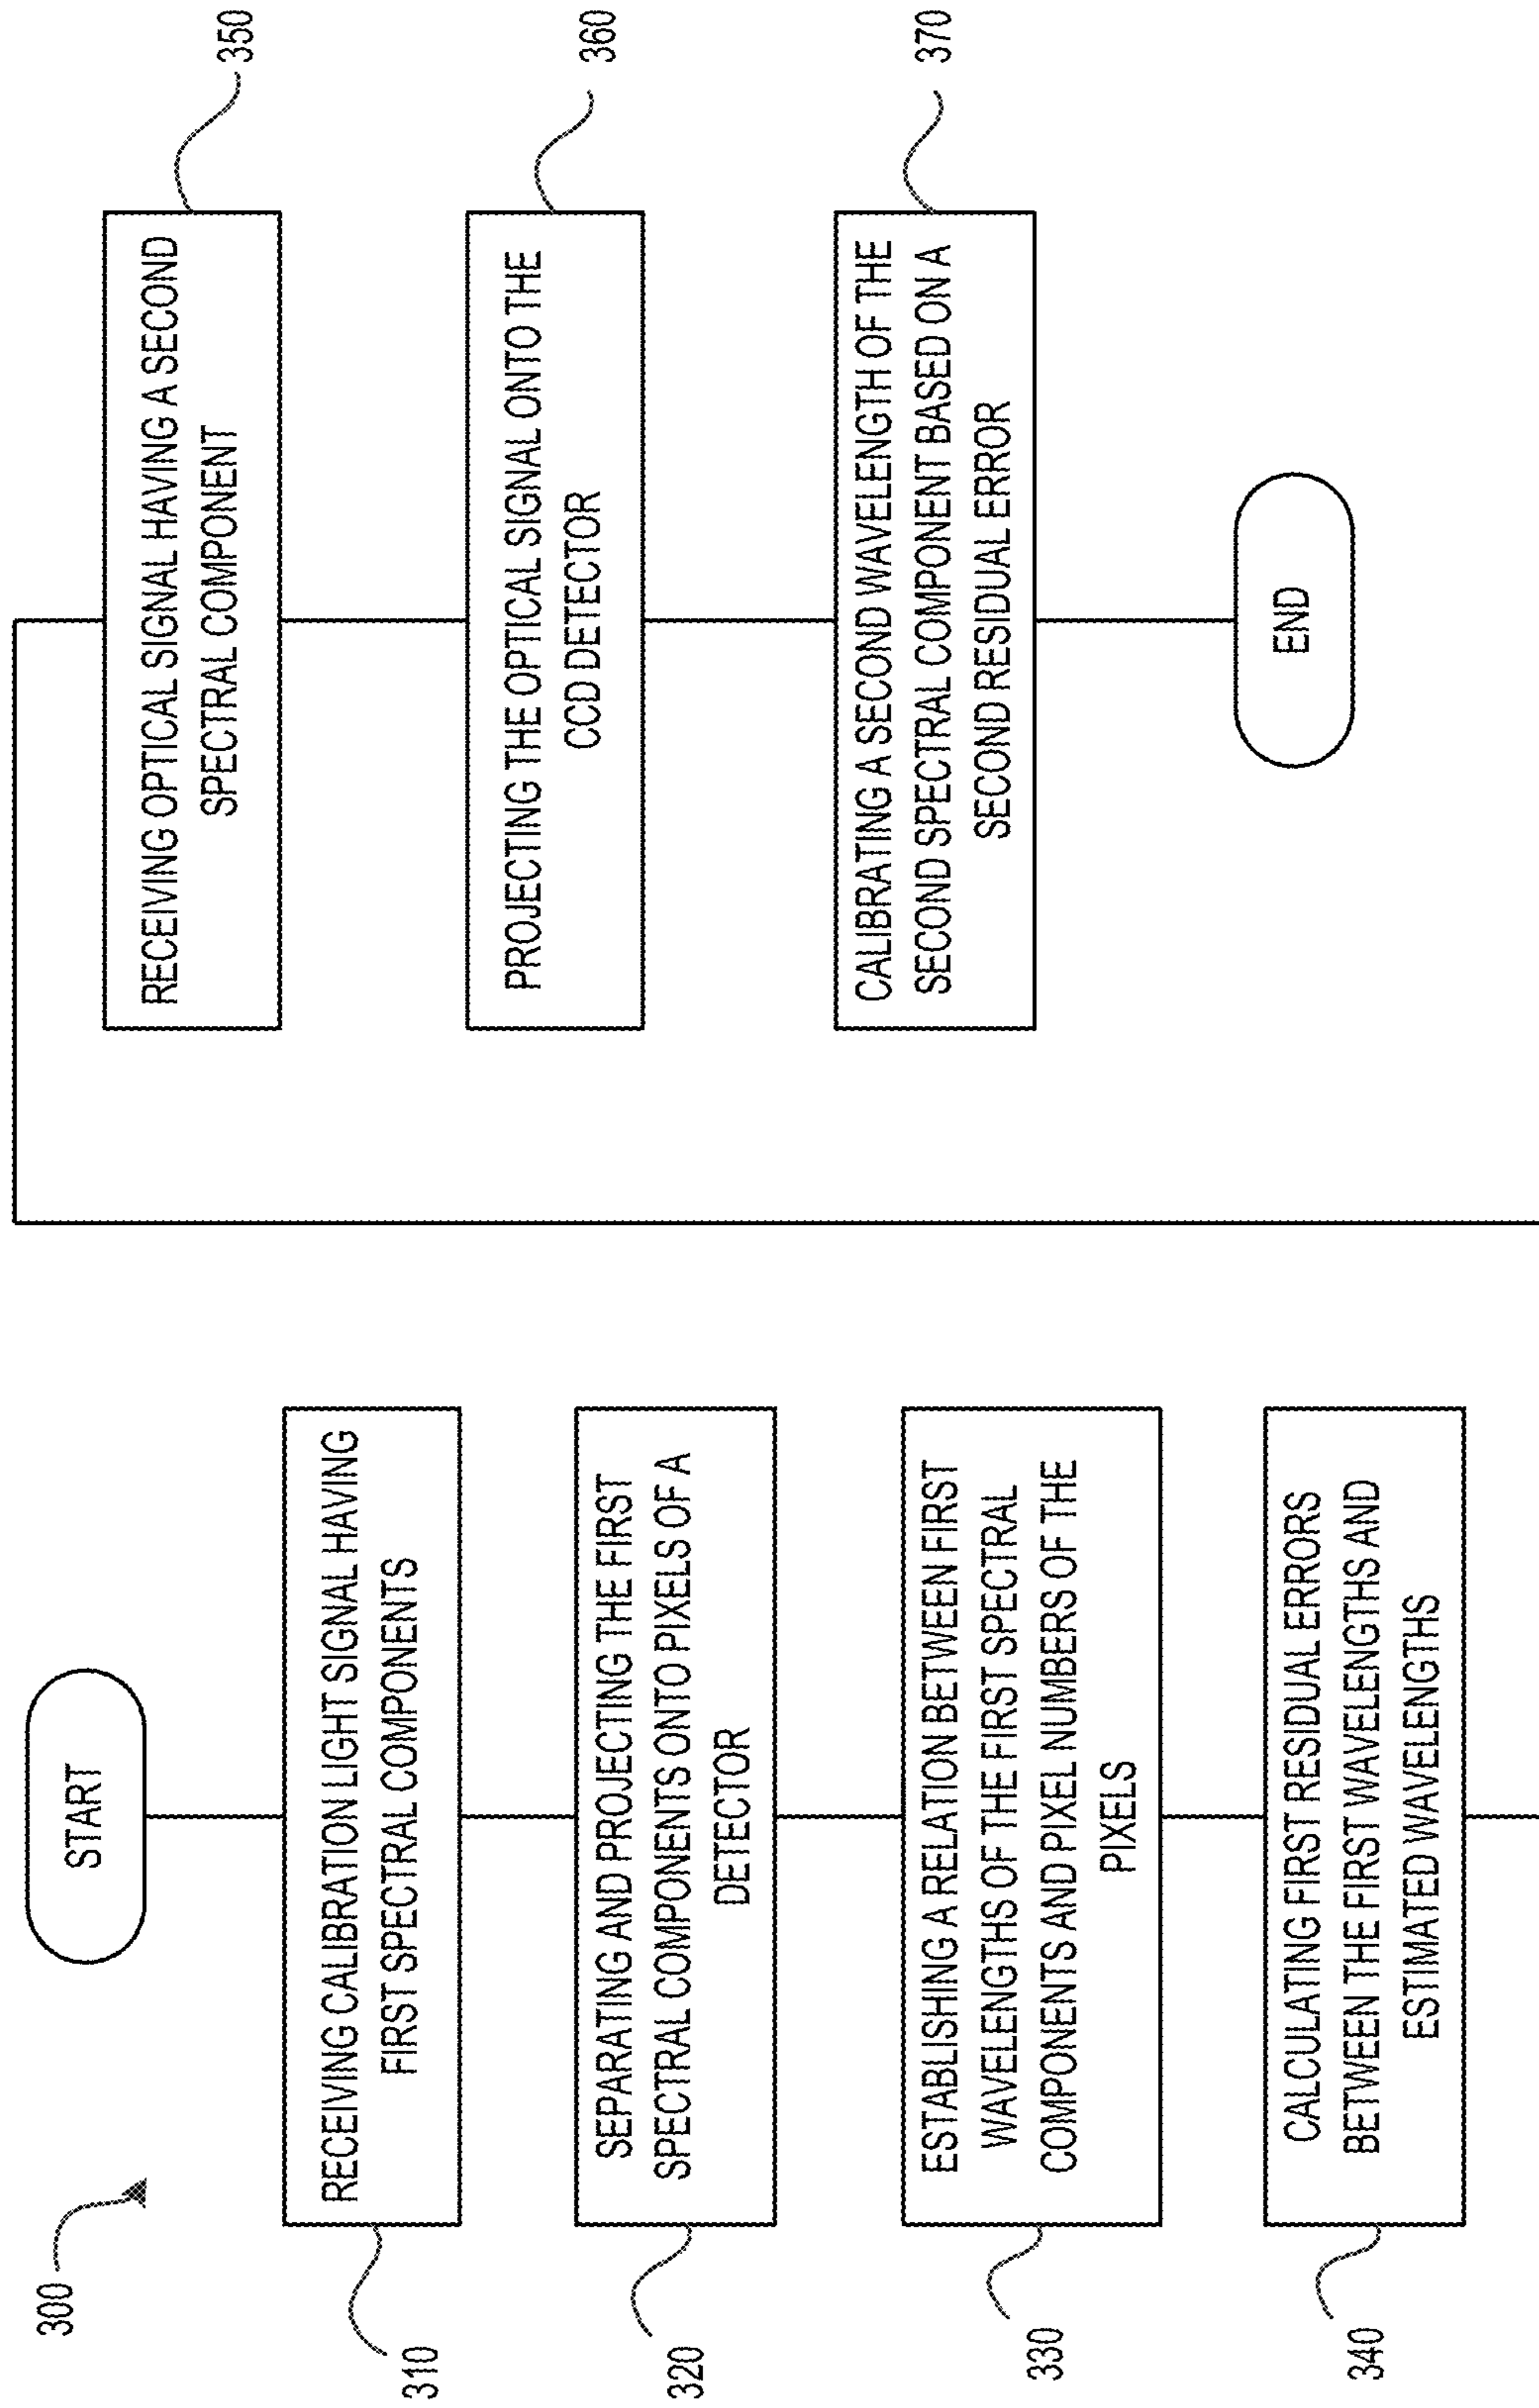 300
START
310
RECEIVING CALIBRATION LIGHT SIGNAL HAVING
FIRST SPECTRAL COMPONENTS
320
SEPARATING AND PROJECTING THE FIRST
SPECTRAL COMPONENTS ONTO PIXELS OF A
DETECTOR
330
ESTABLISHING A RELATION BETWEEN FIRST
WAVELENGTHS OF THE FIRST SPECTRAL
COMPONENTS AND PIXEL NUMBERS OF THE
PIXELS
340
CALCULATING FIRST RESIDUAL ERRORS
BETWEEN THE FIRST WAVELENGTHS AND
ESTIMATED WAVELENGTHS
RECEIVING OPTICAL SIGNAL HAVING A SECOND
SPECTRAL COMPONENT
350
PROJECTING THE OPTICAL SIGNAL ONTO THE
CCD DETECTOR
360
CALIBRATING A SECOND WAVELENGTH OF THE
SECOND SPECTRAL COMPONENT BASED ON A
SECOND RESIDUAL ERROR
370
END